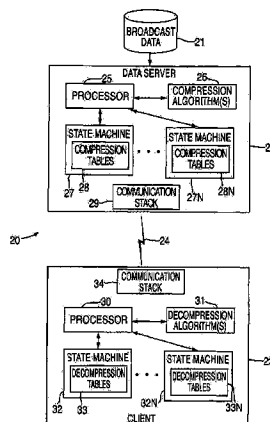 BROADCAST DATA 21
DATA SERVER
25 26
PROCESSOR COMPRESSION ALGORITHM(S)
STATE MACHINE STATE MACHINE
COMPRESSION TABLES . . . COMPRESSION TABLES
27 28 27N 28N
COMMUNICATION STACK
29
20 24
COMMUNICATION STACK
34
30 31
PROCESSOR DECOMPRESSION ALGORITHM(S)
STATE MACHINE STATE MACHINE
DECOMPRESSION TABLES . . . DECOMPRESSION TABLES
32 33 32N 33N
CLIENT